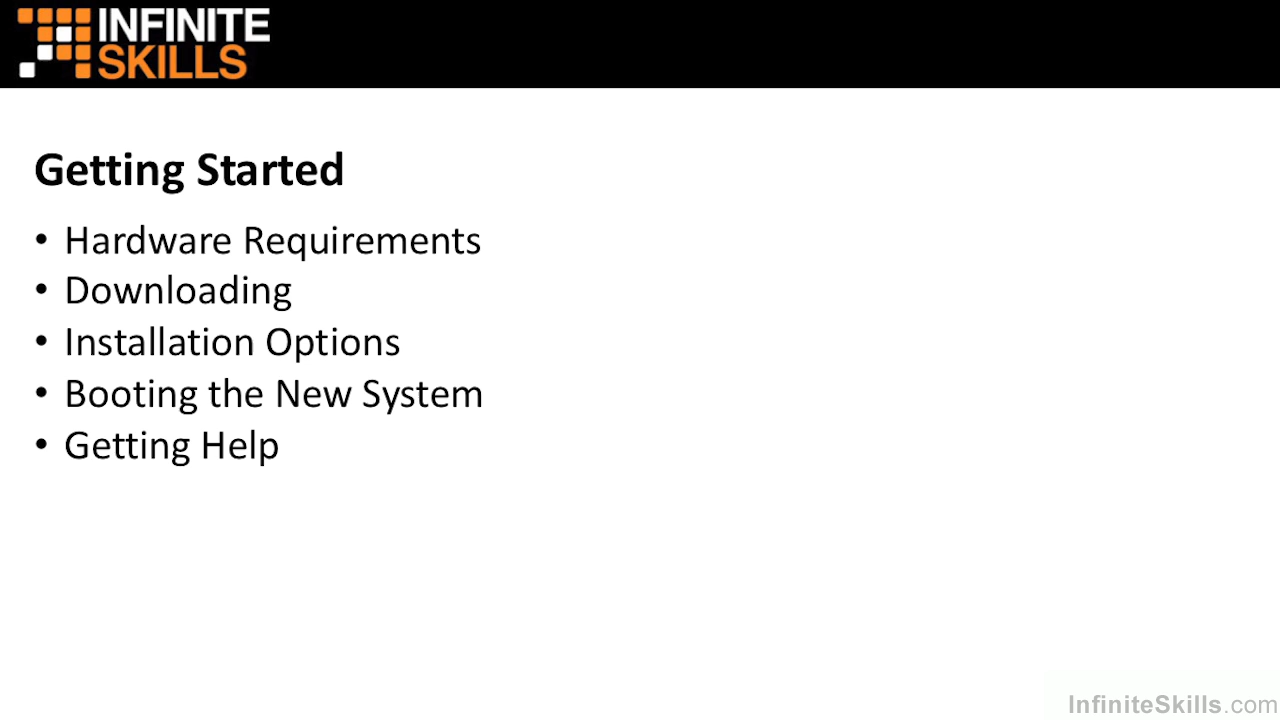 INFINITE
SKILLS
Getting Started
• Hardware Requirements
• Downloading
• Installation Options
• Booting the New System
• Getting Help
InfiniteSkills.com